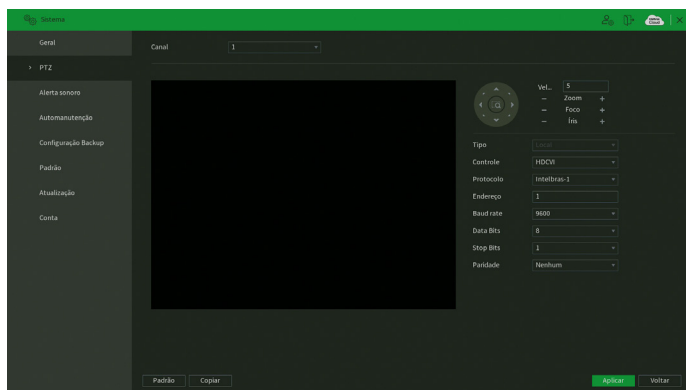 Sistema
Geral
PTZ
Alerta sonoro
Automanutenção
Configuração Backup
Padrão
Atualização
Conta
Canal 1
Vel... 5
− Zoom +
− Foco +
− Íris +
Tipo Local
Controle HDCVI
Protocolo Intelbras-1
Endereço 1
Baud rate 9600
Data Bits 8
Stop Bits 1
Paridade Nenhum
Padrão Copiar Aplicar Voltar